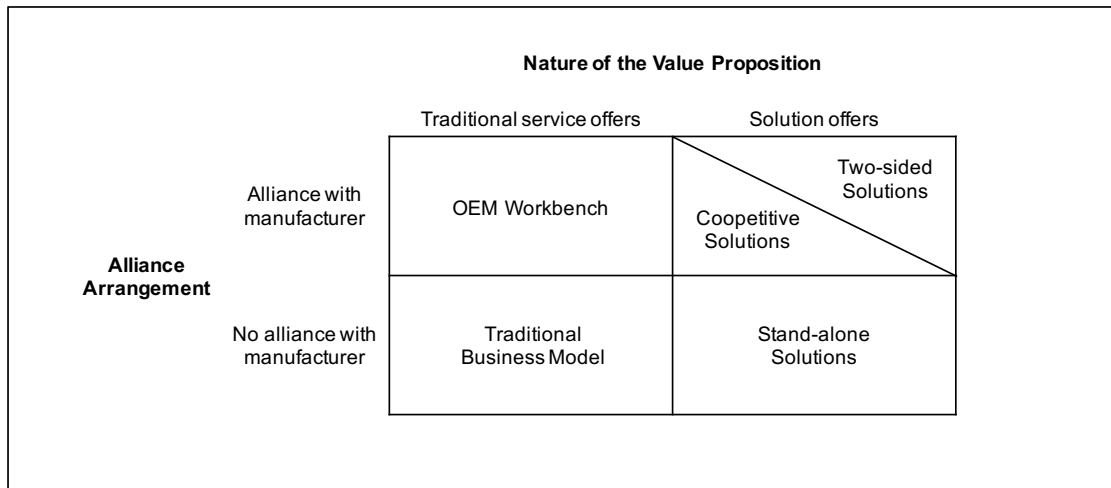 Nature of the Value Proposition
Traditional service offers
Solution offers
Alliance with
manufacturer
OEM Workbench
Two-sided
Solutions
Coopetitive
Solutions
Alliance
Arrangement
No alliance with
manufacturer
Traditional
Business Model
Stand-alone
Solutions